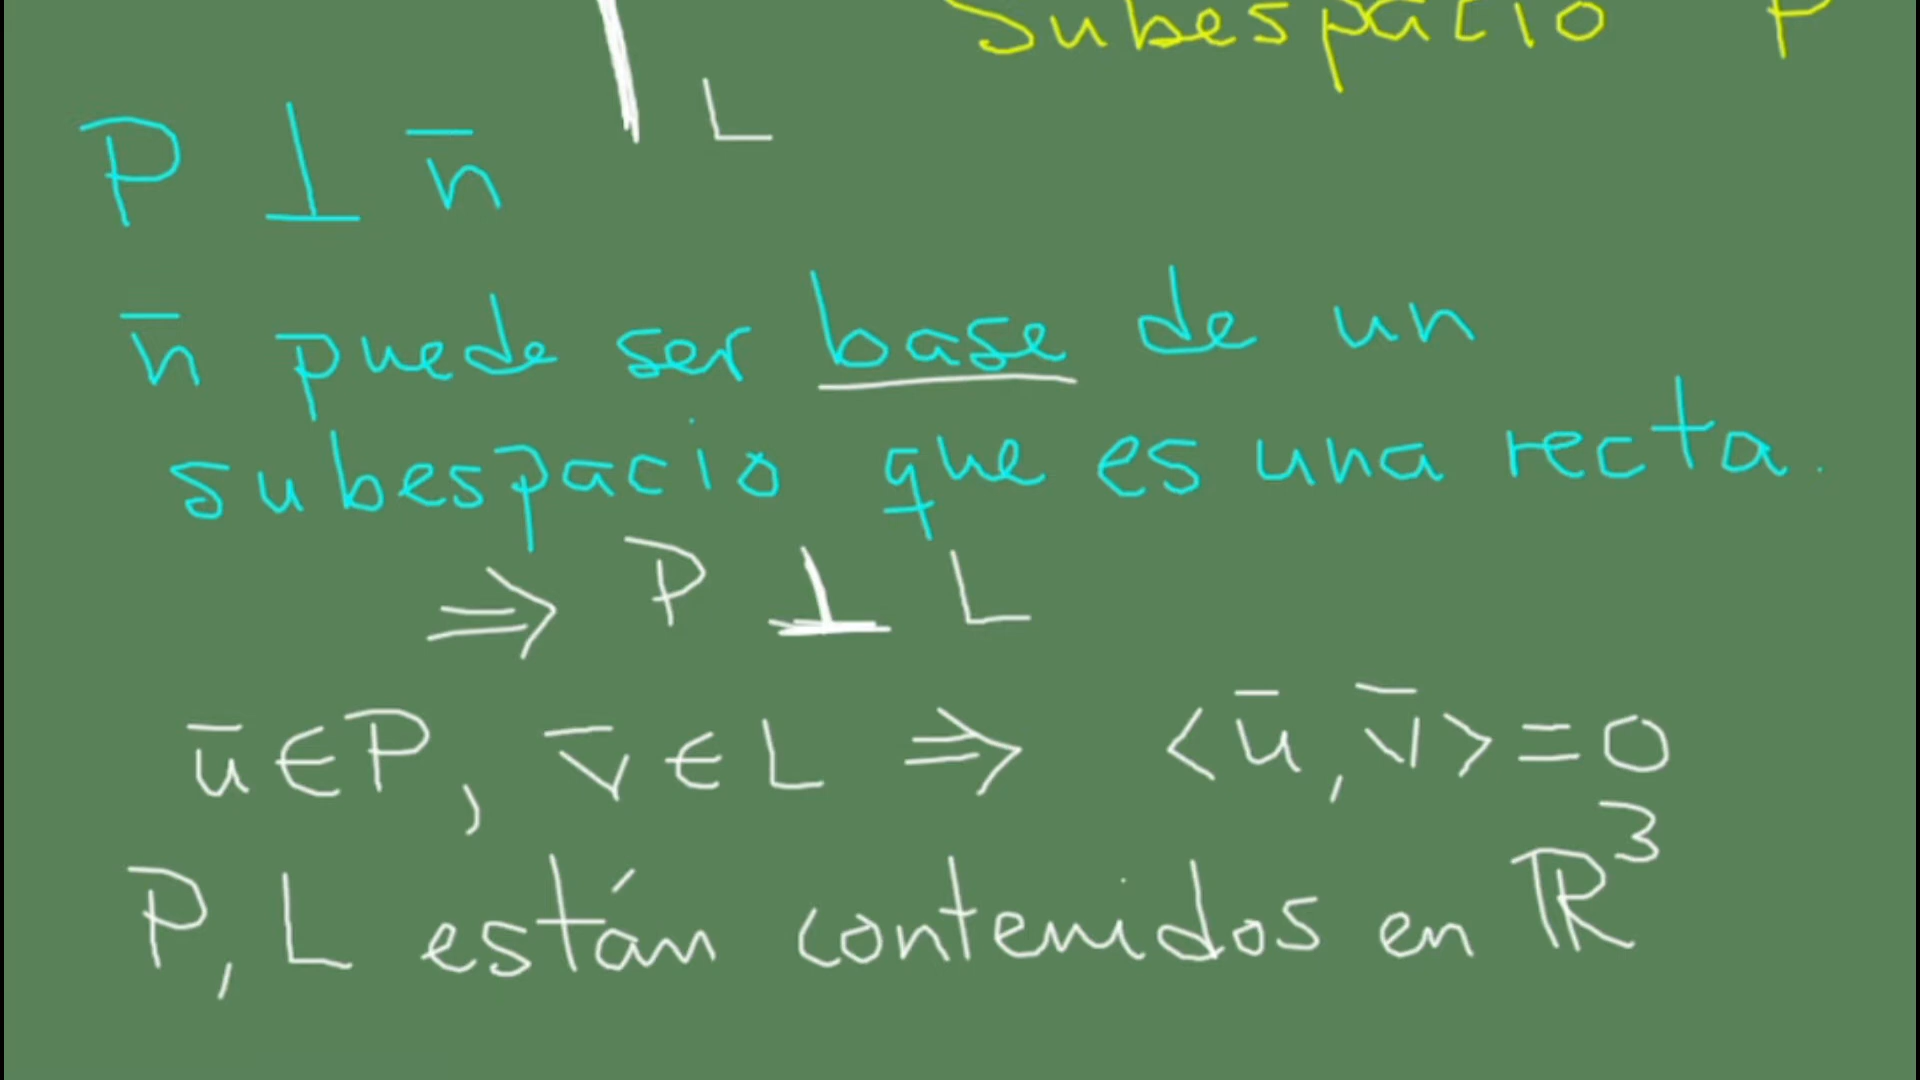 Subespacio P
L
P ⊥ n̅
n̅ puede ser base de un
subespacio que es una recta.
⇒ P ⊥ L
u̅ ∈ P, v̅ ∈ L ⇒ <u̅, v̅> = 0
P, L están contenidos en ℝ³